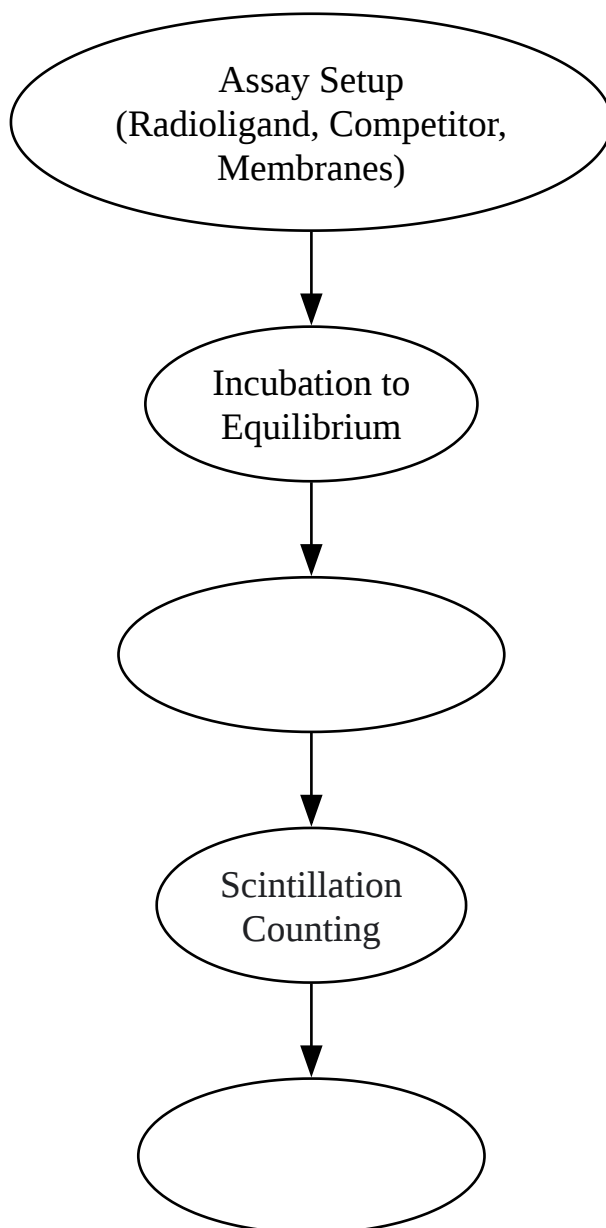 Assay Setup
(Radioligand, Competitor,
Membranes)
Incubation to
Equilibrium
Scintillation
Counting